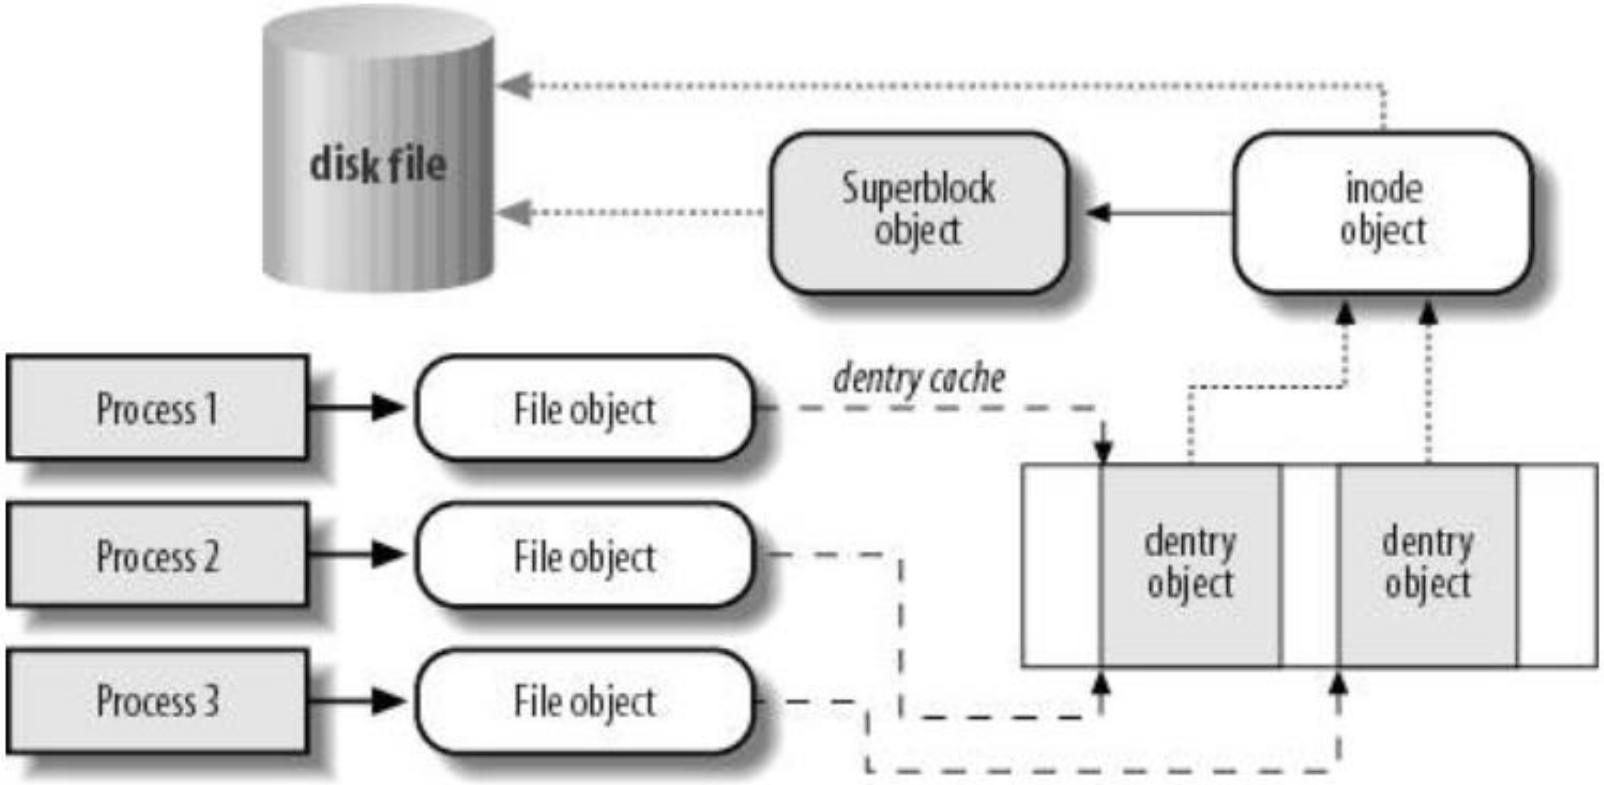 disk file
Superblock
object
inode
object
Process 1
File object
dentry cache
Process 2
File object
dentry
object
dentry
object
Process 3
File object